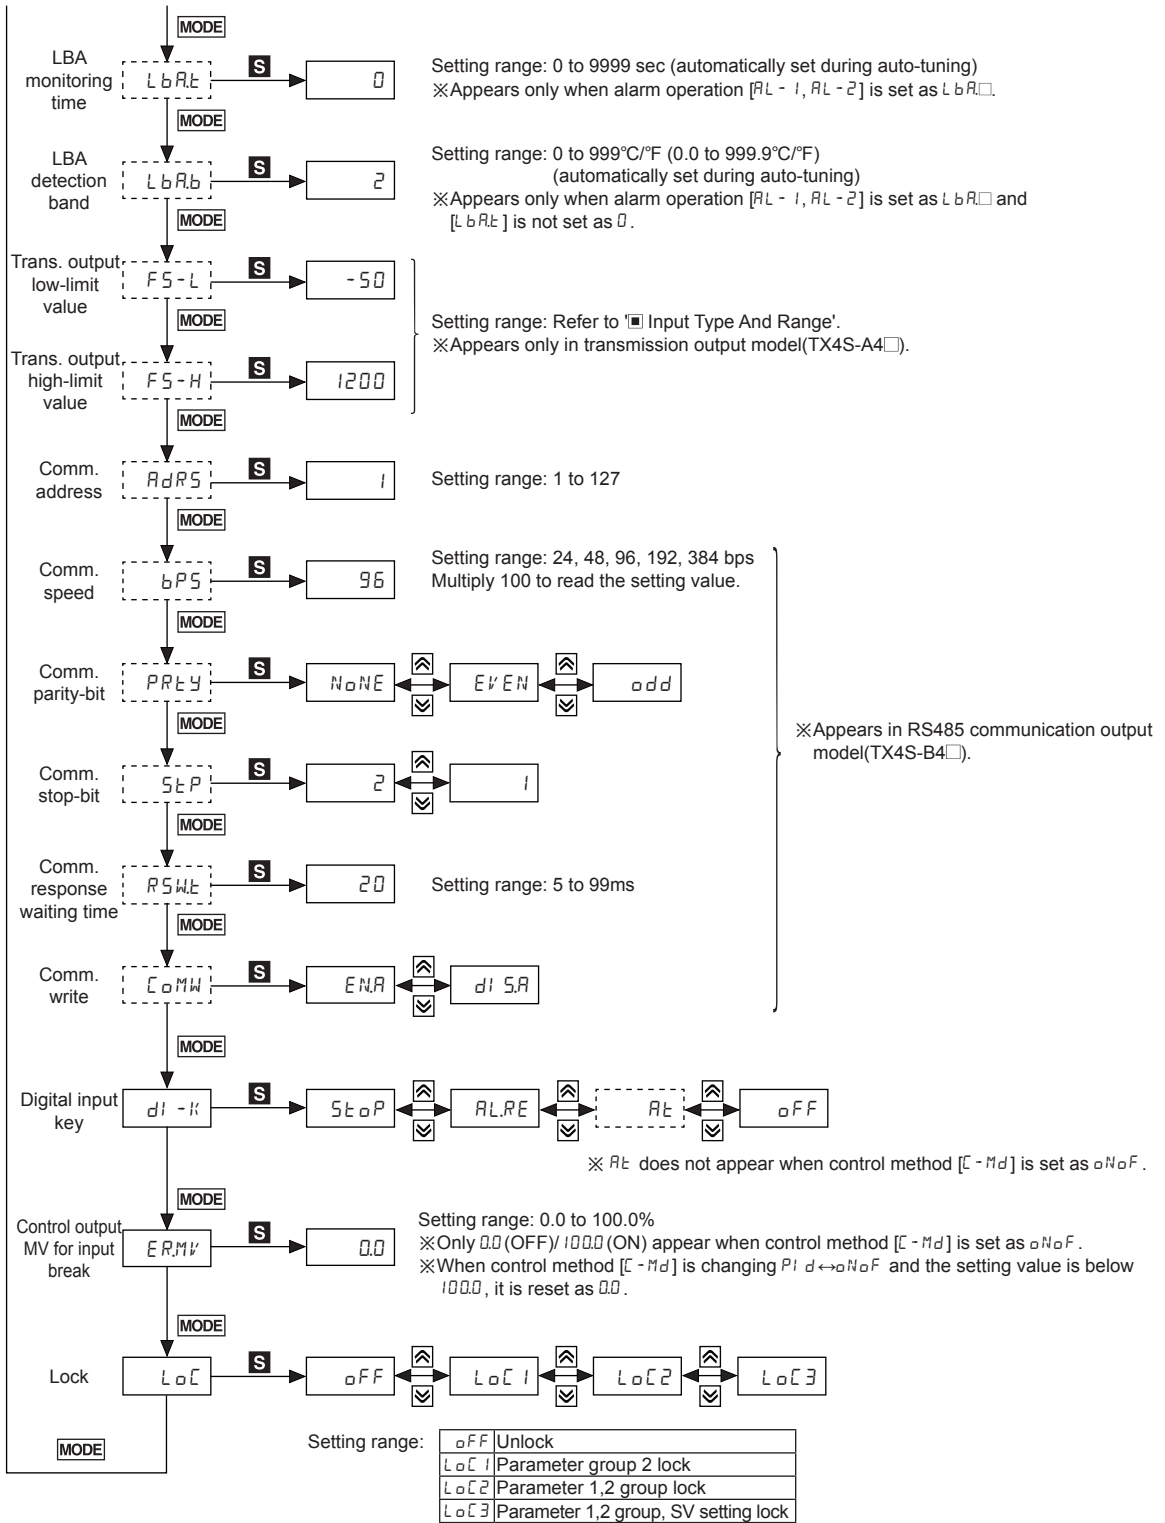 MODE
LBA
monitoring
time
LbA.t
S
0
Setting range: 0 to 9999 sec (automatically set during auto-tuning)
※Appears only when alarm operation [AL-1, AL-2] is set as LbA.□.
MODE
LBA
detection
band
LbA.b
S
2
Setting range: 0 to 999℃/℉ (0.0 to 999.9℃/℉)
(automatically set during auto-tuning)
※Appears only when alarm operation [AL-1, AL-2] is set as LbA.□ and
[LbA.t] is not set as 0.
MODE
Trans. output
low-limit
value
FS-L
S
-50
MODE
Setting range: Refer to '▣ Input Type And Range'.
※Appears only in transmission output model(TX4S-A4□).
Trans. output
high-limit
value
FS-H
S
1200
MODE
Comm.
address
AdRS
S
1
Setting range: 1 to 127
MODE
Comm.
speed
bPS
S
96
Setting range: 24, 48, 96, 192, 384 bps
Multiply 100 to read the setting value.
MODE
Comm.
parity-bit
PRtY
S
NoNE
EVEN
odd
MODE
※Appears in RS485 communication output
model(TX4S-B4□).
Comm.
stop-bit
StP
S
2
1
MODE
Comm.
response
waiting time
RSW.t
S
20
Setting range: 5 to 99ms
MODE
Comm.
write
CoMW
S
EN.A
dIS.A
MODE
Digital input
key
dI-K
S
StoP
AL.RE
At
oFF
※ At does not appear when control method [C-Md] is set as oNoF.
MODE
Control output
MV for input
break
ER.MV
S
0.0
Setting range: 0.0 to 100.0%
※Only 0.0 (OFF)/ 100.0 (ON) appear when control method [C-Md] is set as oNoF.
※When control method [C-Md] is changing PId↔oNoF and the setting value is below
100.0, it is reset as 0.0.
MODE
Lock
LoC
S
oFF
LoC1
LoC2
LoC3
MODE
Setting range:
oFF Unlock
LoC1 Parameter group 2 lock
LoC2 Parameter 1,2 group lock
LoC3 Parameter 1,2 group, SV setting lock